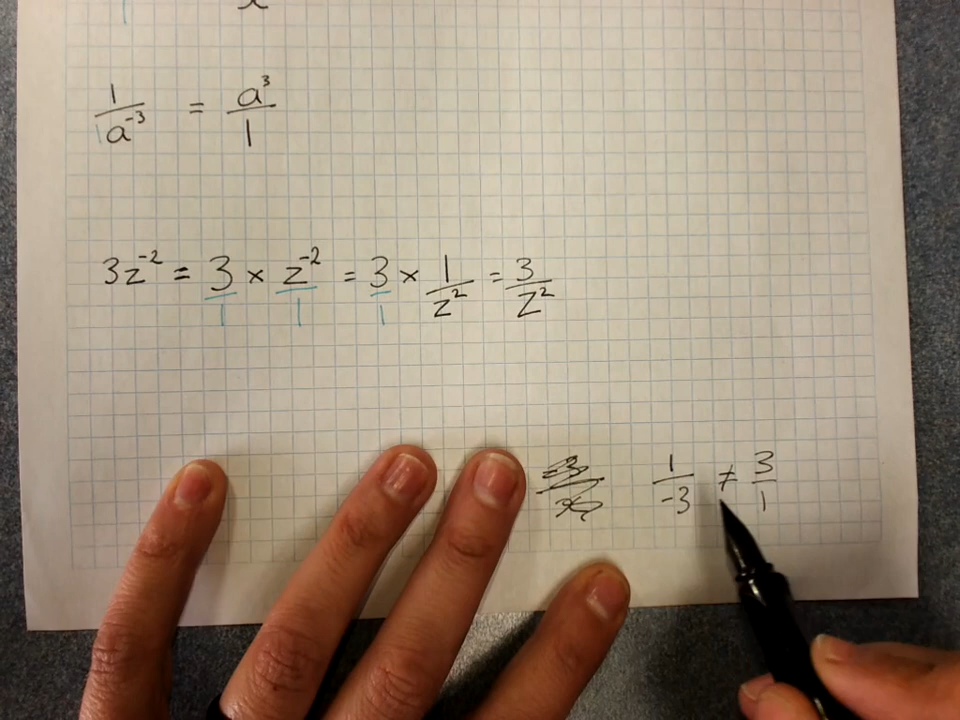 1/a⁻³ = a³/1
3z⁻² = 3/1 × z⁻²/1 = 3/1 × 1/z² = 3/z²
1/-3 ≠ 3/1